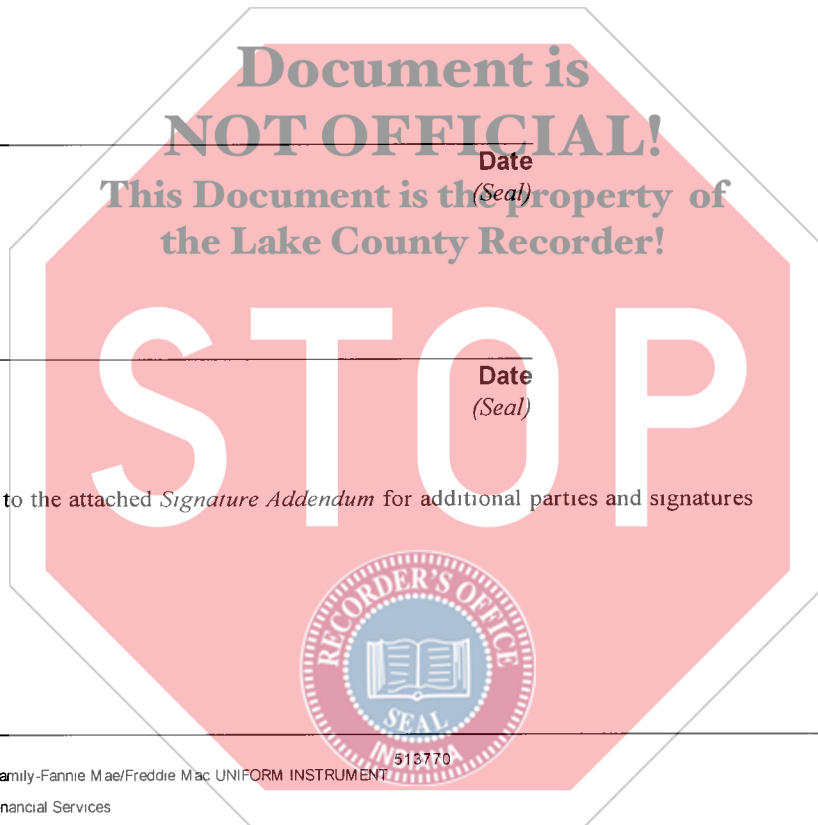 Document is
NOT OFFICIAL!
Date
This Document is the property of
(Seal)
the Lake County Recorder!
STOP
Date
(Seal)
to the attached Signature Addendum for additional parties and signatures
RECORDER'S OFFICE
SEAL
INDIANA
513770
amily-Fannie Mae/Freddie Mac UNIFORM INSTRUMENT
nancial Services